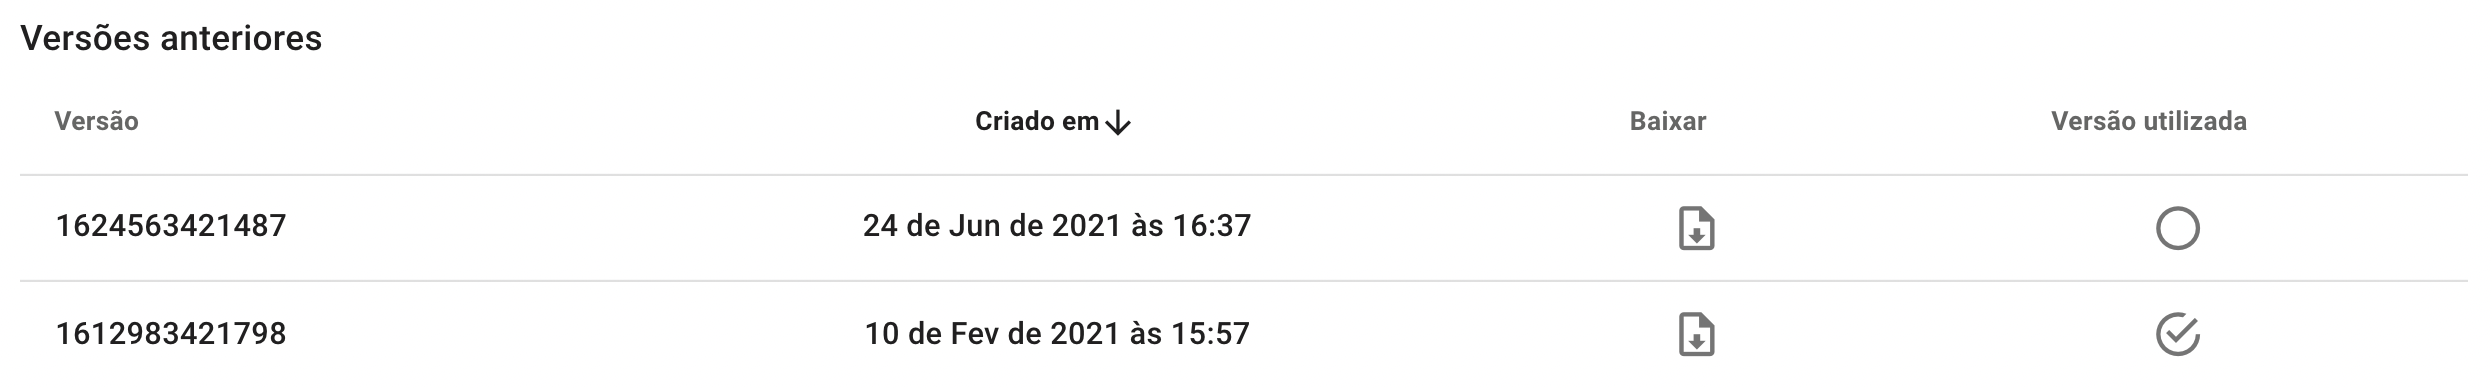 Versões anteriores
Versão Criado em Baixar Versão utilizada
1624563421487 24 de Jun de 2021 às 16:37
1612983421798 10 de Fev de 2021 às 15:57